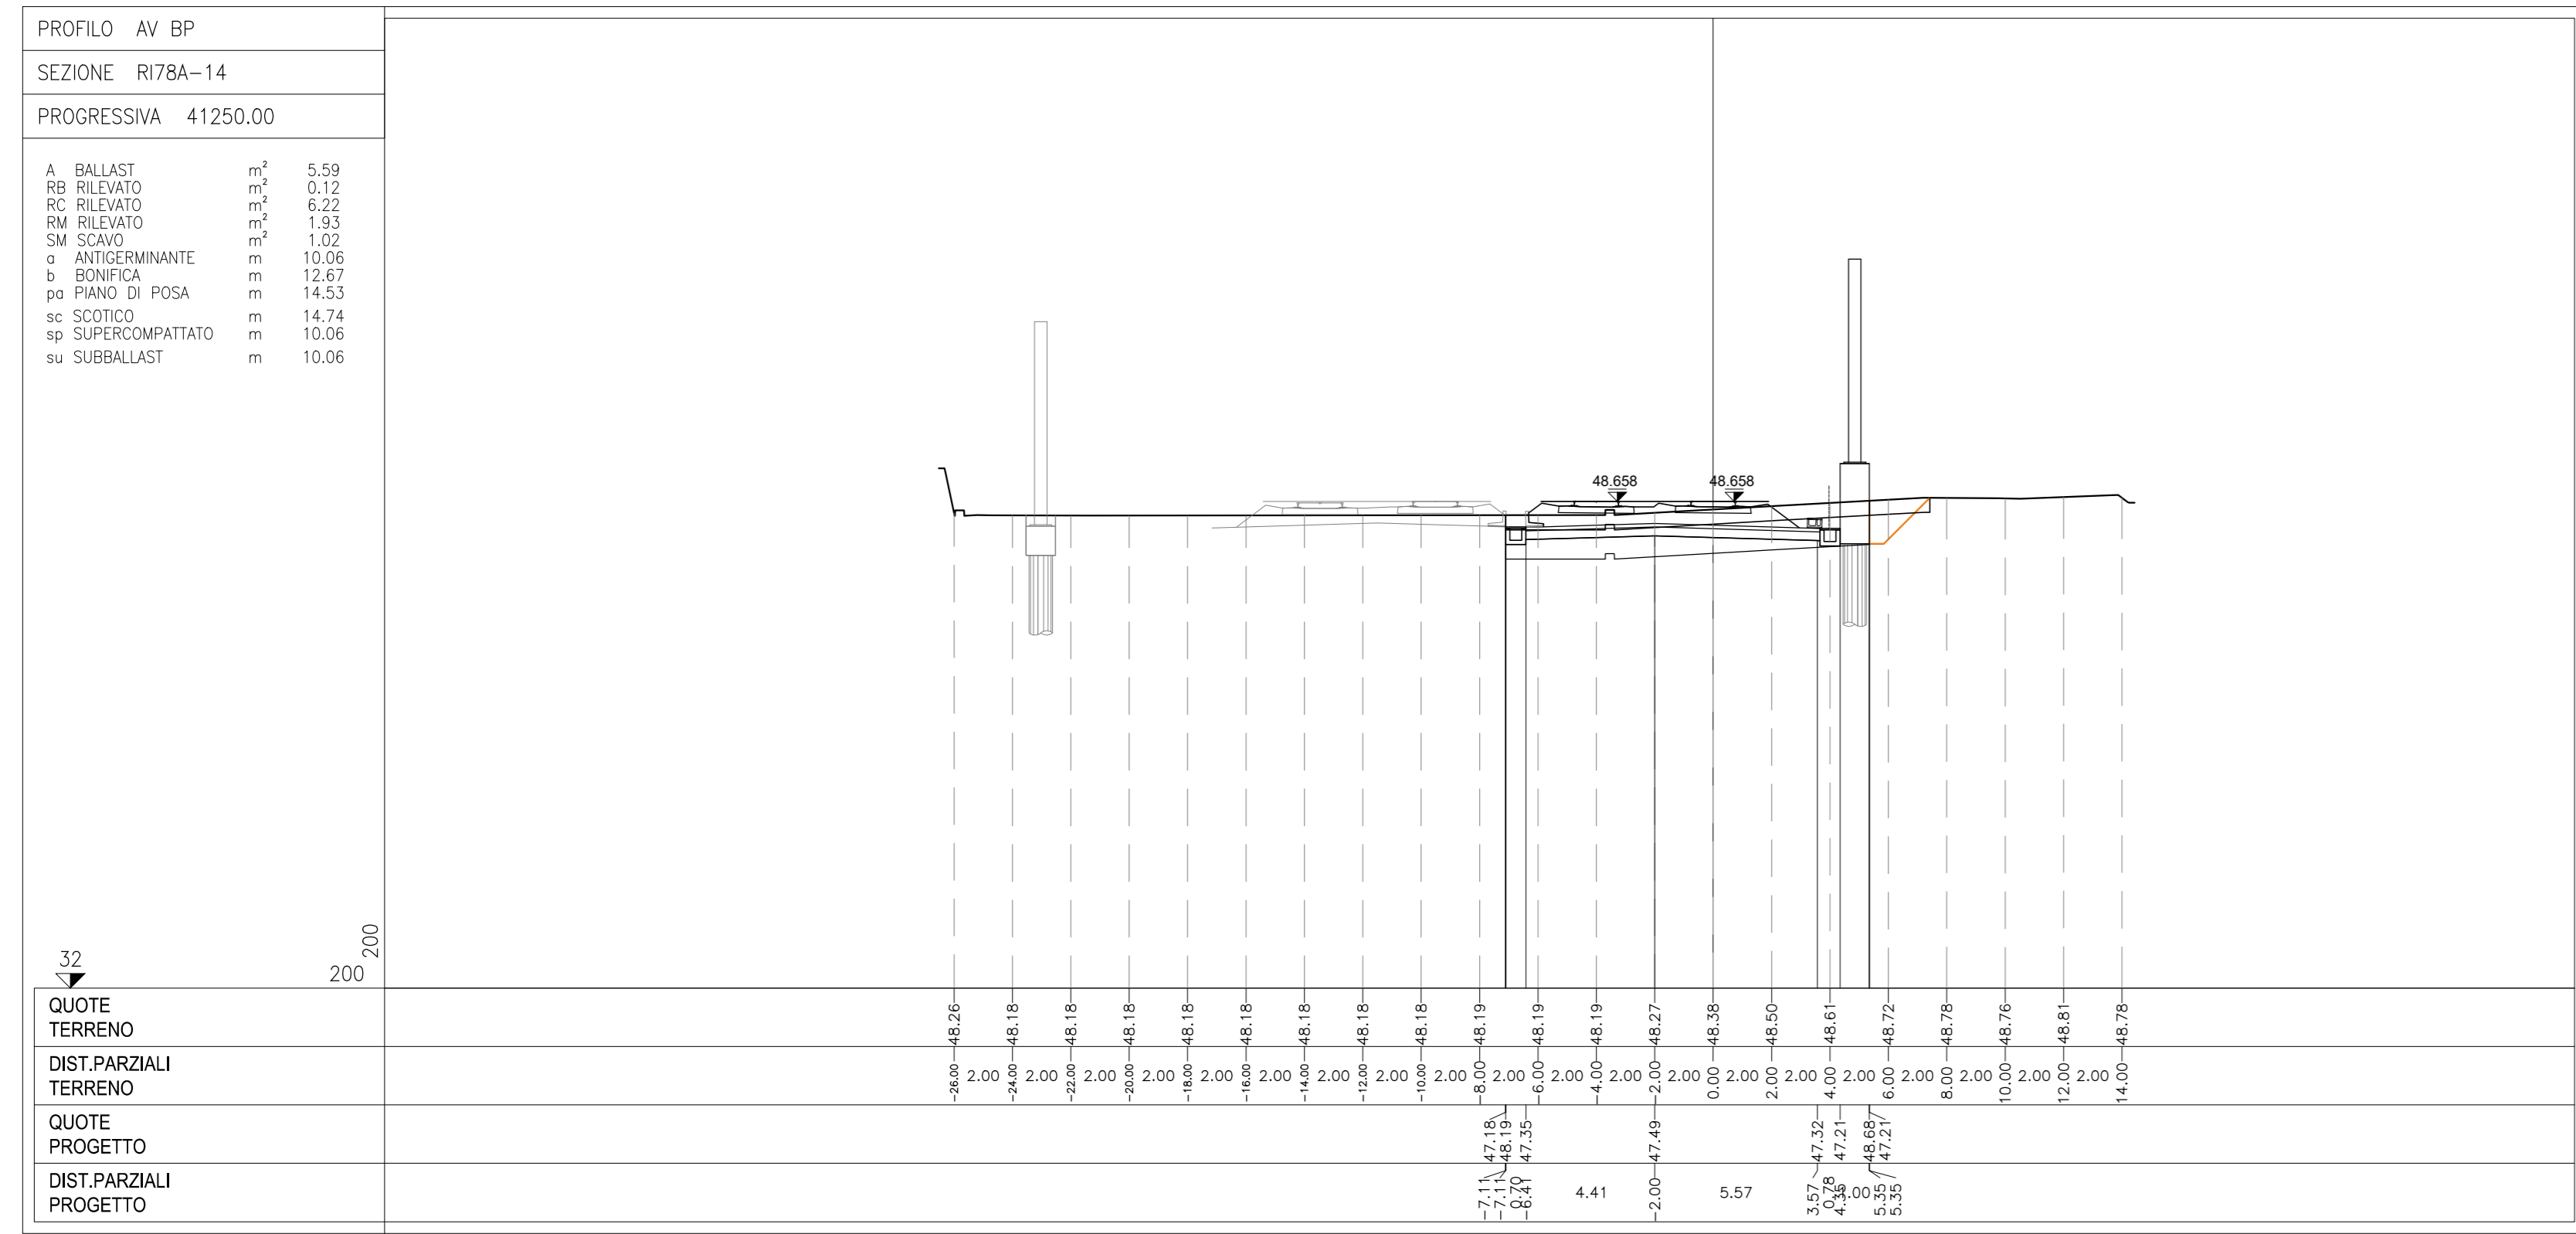 PROFILO AV BP
SEZIONE RI78A-14
PROGRESSIVA 41250.00
A BALLAST m² 5.59
RB RILEVATO m² 0.12
RC RILEVATO m² 6.22
RM RILEVATO m² 1.93
SM SCAVO m² 1.02
a ANTIGERMINANTE m 10.06
b BONIFICA m 12.67
pa PIANO DI POSA m 14.53
sc SCOTICO m 14.74
sp SUPERCOMPATTATO m 10.06
su SUBBALLAST m 10.06
48.658 48.658
32 200 200
QUOTE
TERRENO
48.26 48.18 48.18 48.18 48.18 48.18 48.18 48.18 48.18 48.19 48.19 48.19 48.27 48.38 48.50 48.61 48.72 48.78 48.76 48.81 48.78
DIST.PARZIALI
TERRENO
-26.00 2.00 -24.00 2.00 -22.00 2.00 -20.00 2.00 -18.00 2.00 -16.00 2.00 -14.00 2.00 -12.00 2.00 -10.00 2.00 -8.00 2.00 -6.00 2.00 -4.00 2.00 -2.00 2.00 0.00 2.00 2.00 2.00 4.00 2.00 6.00 2.00 8.00 2.00 10.00 2.00 12.00 2.00 14.00
QUOTE
PROGETTO
47.18 48.19 47.35 47.49 47.32 47.21 48.68 47.21
DIST.PARZIALI
PROGETTO
-7.11 -7.11 0.70 -6.41 4.41 -2.00 5.57 3.57 0.78 4.35 5.35 5.35